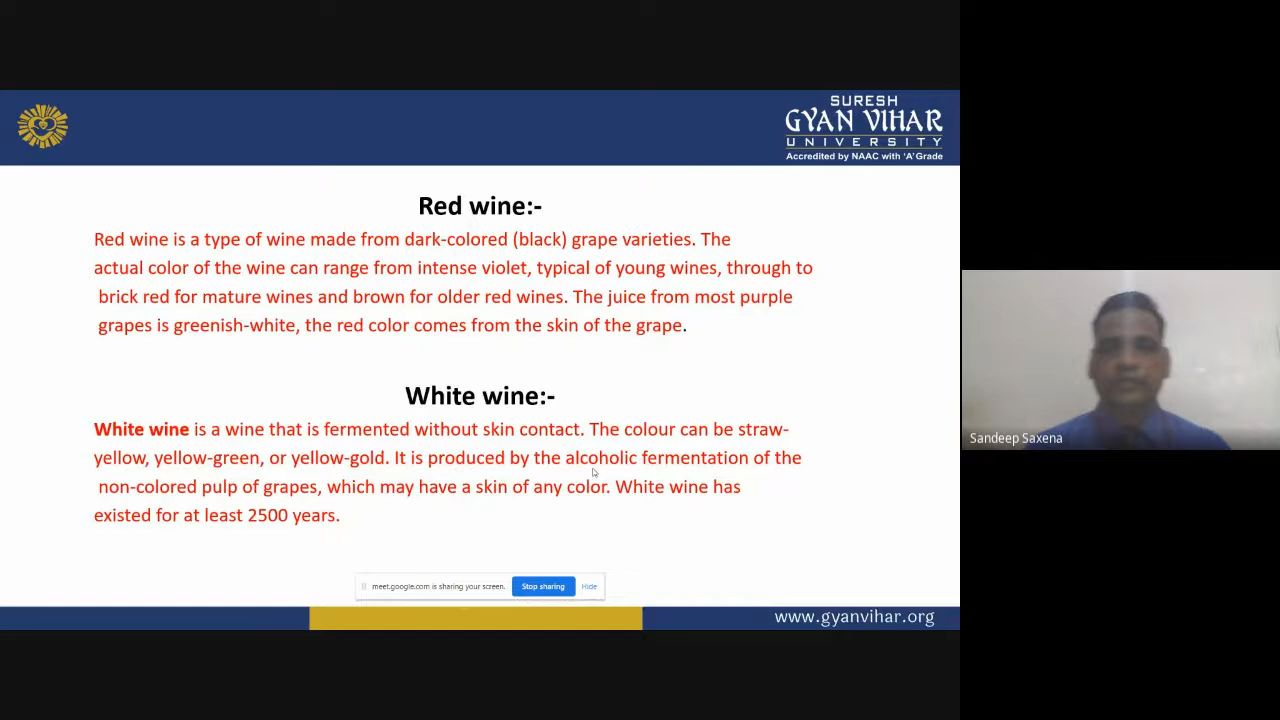 SURESH
GYAN VIHAR
UNIVERSITY
Accredited by NAAC with 'A' Grade
Red wine:-
Red wine is a type of wine made from dark-colored (black) grape varieties. The
actual color of the wine can range from intense violet, typical of young wines, through to
brick red for mature wines and brown for older red wines. The juice from most purple
grapes is greenish-white, the red color comes from the skin of the grape.
White wine:-
White wine is a wine that is fermented without skin contact. The colour can be straw-
yellow, yellow-green, or yellow-gold. It is produced by the alcoholic fermentation of the
non-colored pulp of grapes, which may have a skin of any color. White wine has
existed for at least 2500 years.
meet.google.com is sharing your screen. Stop sharing Hide
www.gyanvihar.org
Sandeep Saxena